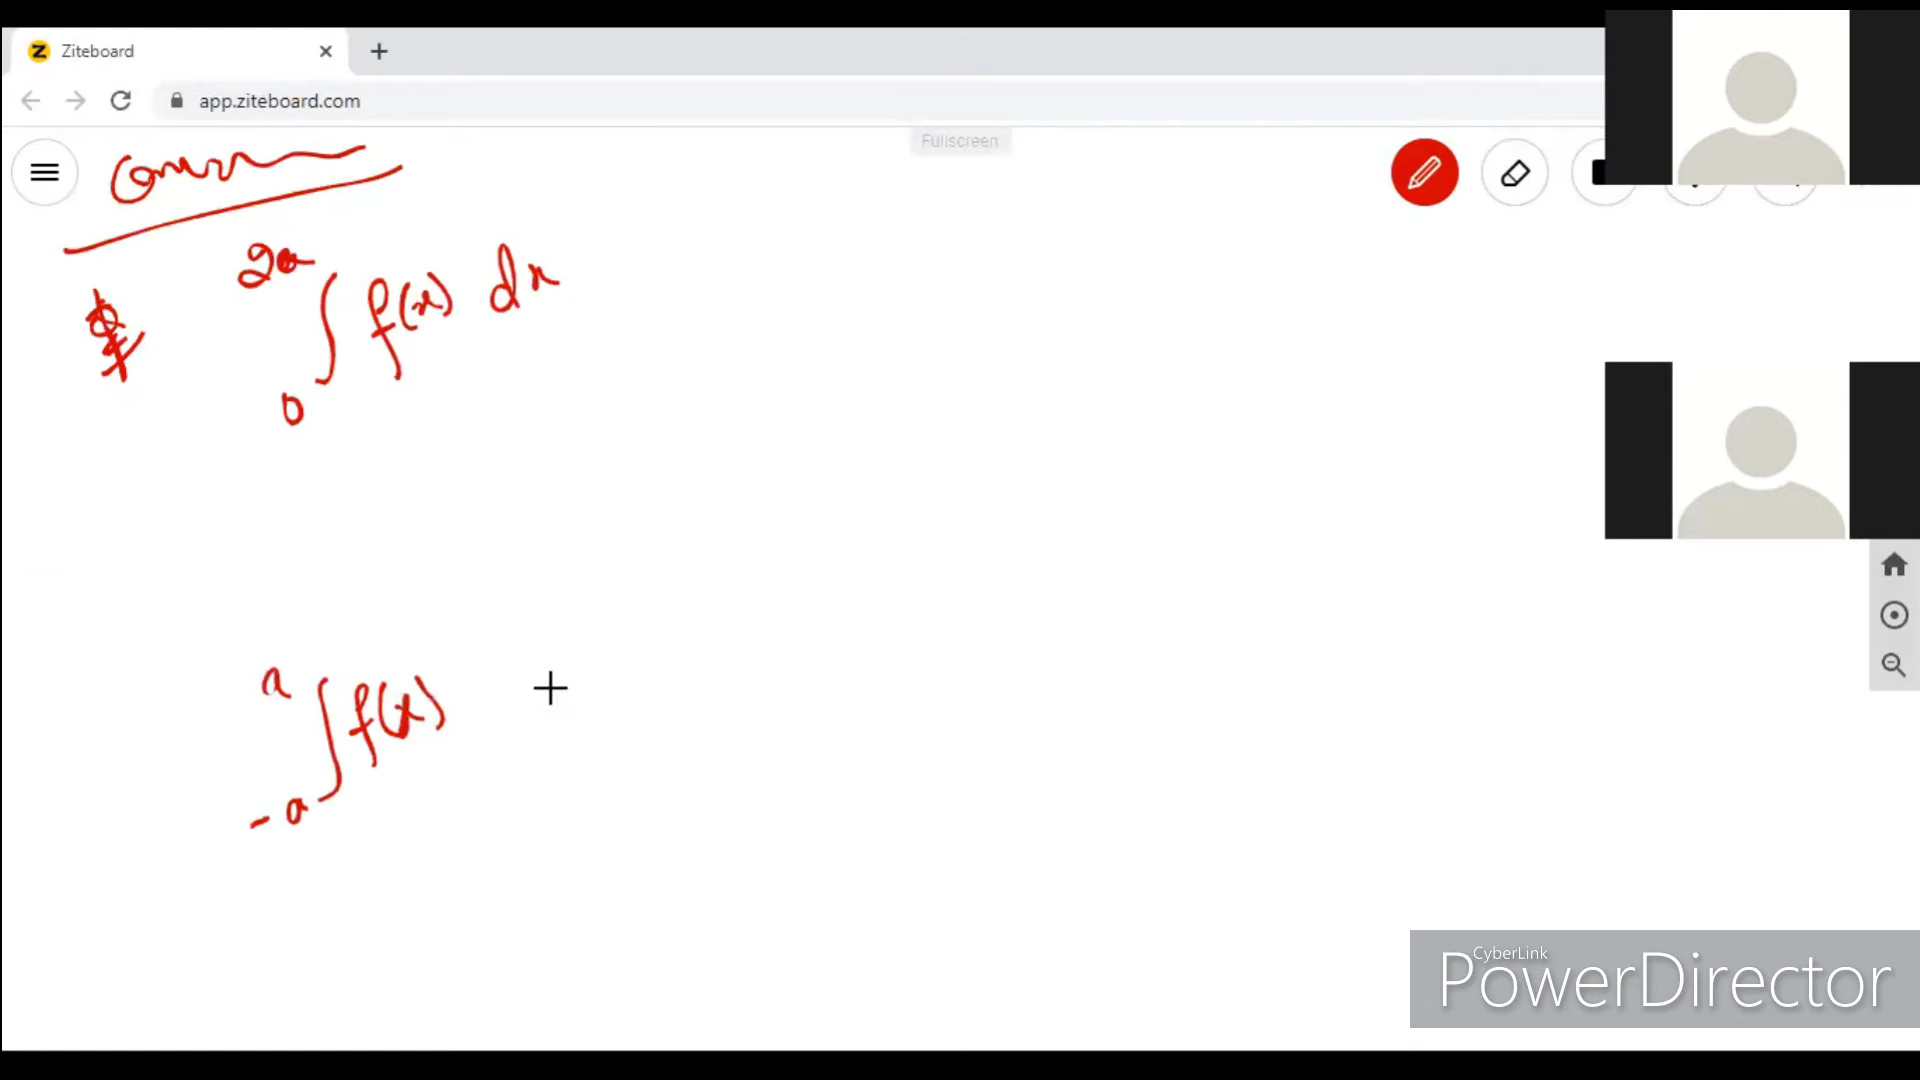 Ziteboard
app.ziteboard.com
Fullscreen
2a
∫ f(x) dx
0
a
∫ f(x)
-a
CyberLink
PowerDirector